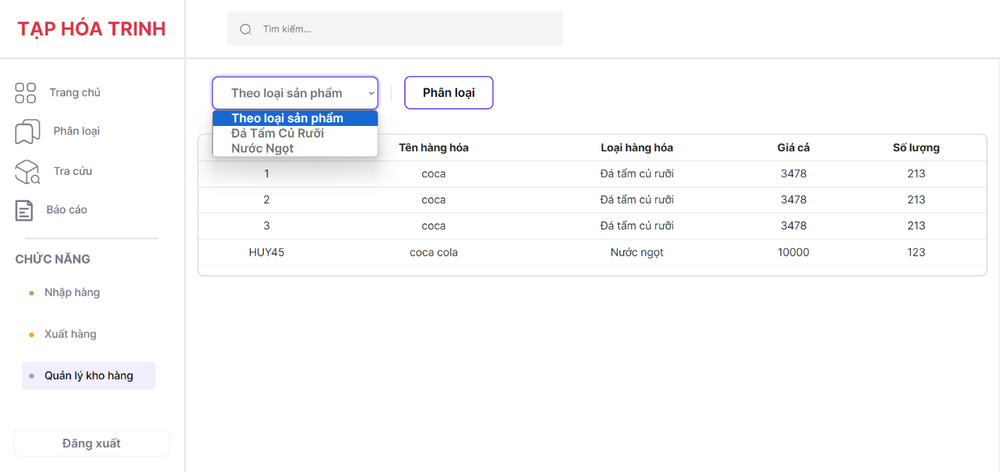 TẠP HÓA TRINH
Tìm kiếm...
Trang chủ
Phân loại
Tra cứu
Báo cáo
CHỨC NĂNG
Nhập hàng
Xuất hàng
Quản lý kho hàng
Đăng xuất
Theo loại sản phẩm
Phân loại
Theo loại sản phẩm
Đá Tẩm Củ Rưỡi
Nước Ngọt
Tên hàng hóa Loại hàng hóa Giá cả Số lượng
1 coca Đá tẩm củ rưỡi 3478 213
2 coca Đá tẩm củ rưỡi 3478 213
3 coca Đá tẩm củ rưỡi 3478 213
HUY45 coca cola Nước ngọt 10000 123